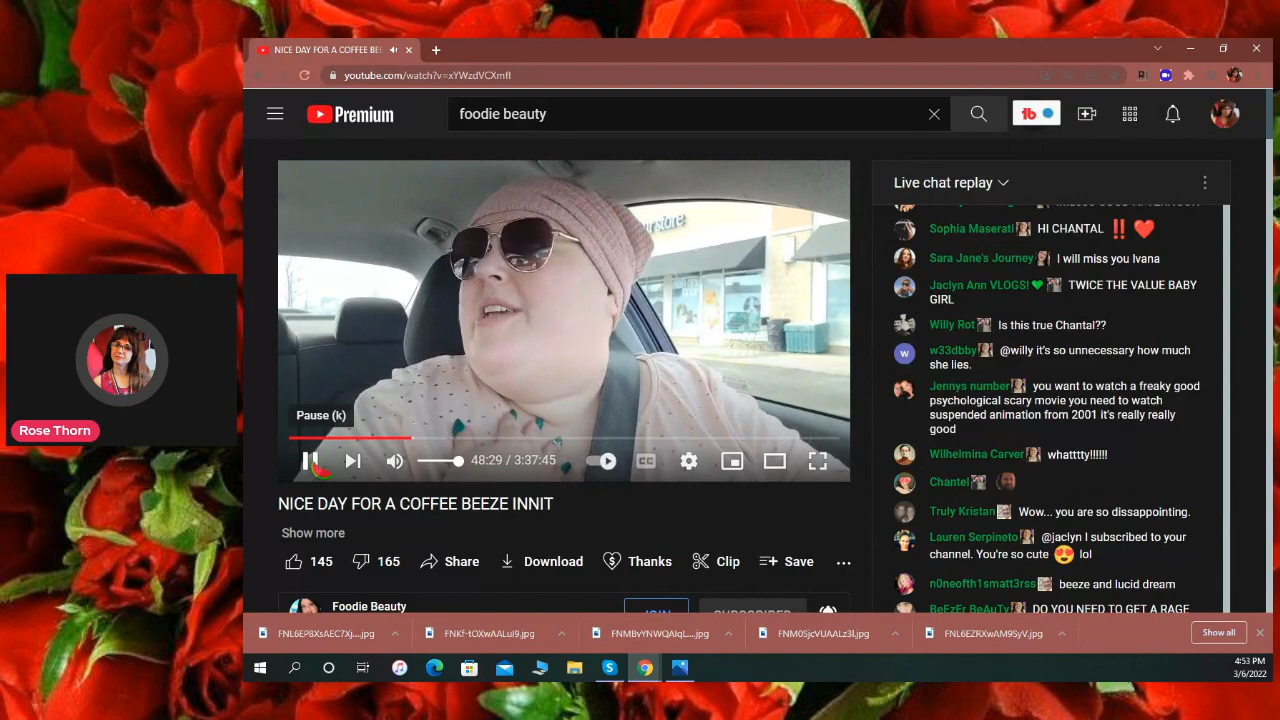 NICE DAY FOR A COFFEE BEE
youtube.com/watch?v=xYWzdVCXmfI
Premium
foodie beauty
Live chat replay
Sophia Maserati HI CHANTAL ‼️ ❤️
Sara Jane's Journey I will miss you Ivana
Jaclyn Ann VLOGS!💚 TWICE THE VALUE BABY
GIRL
Willy Rot Is this true Chantal??
w33dbby @willy it's so unnecessary how much
she lies.
Jennys number you want to watch a freaky good
psychological scary movie you need to watch
suspended animation from 2001 it's really really
good
Wilhelmina Carver whatttty!!!!!!
Chantel
Truly Kristan Wow... you are so dissappointing.
Lauren Serpineto @jaclyn I subscribed to your
channel. You're so cute 😍 lol
n0neofth1smatt3rss beeze and lucid dream
BeEzEr BeAuTy DO YOU NEED TO GET A RAGE
ur store
Pause (k)
48:29 / 3:37:45
NICE DAY FOR A COFFEE BEEZE INNIT
Show more
145 165 Share Download Thanks Clip Save
Foodie Beauty
JOIN SUBSCRIBED
Rose Thorn
FNL6EP8XsAEC7Xj....jpg FNKf-tOXwAALuI9.jpg FNMBvYNWQAIqL....jpg FNM0SjcVUAALz3I.jpg FNL6EZRXwAM9SyV.jpg Show all
4:53 PM
3/6/2022